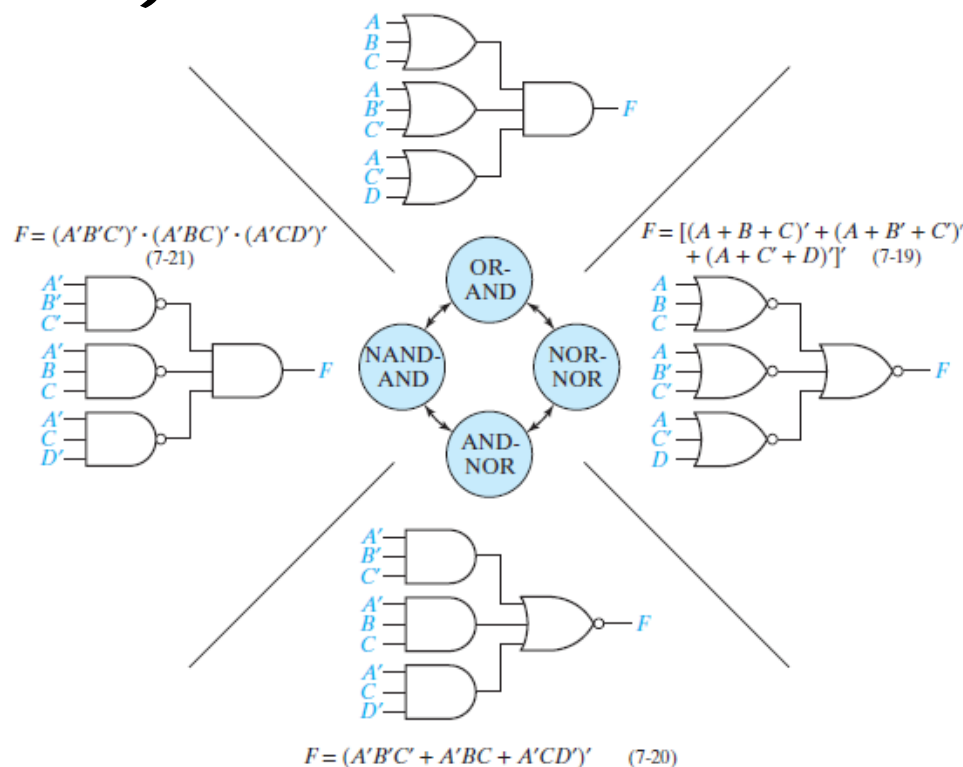 A
B
C
A
B'
C'
A
C'
D
F
F = (A'B'C')' · (A'BC)' · (A'CD')'
(7-21)
A'
B'
C'
A'
B
C
A'
C
D'
F
OR-
AND
NAND-
AND
NOR-
NOR
AND-
NOR
F = [(A + B + C)' + (A + B' + C')'
+ (A + C' + D)']' (7-19)
A
B
C
A
B'
C'
A
C'
D
F
A'
B'
C'
A'
B
C
A'
C
D'
F
F = (A'B'C' + A'BC + A'CD')' (7-20)